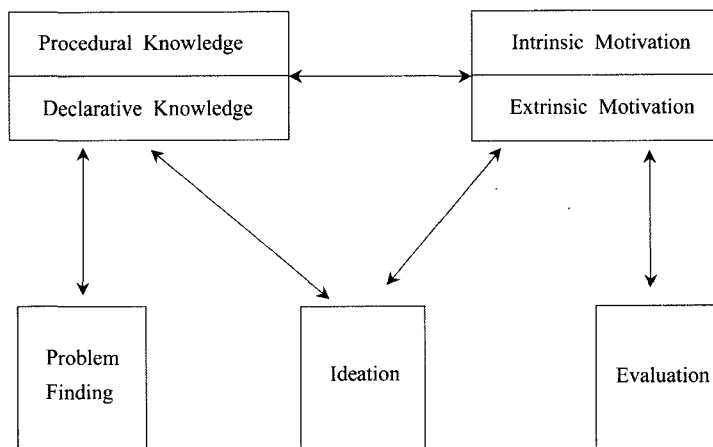 Procedural Knowledge
Declarative Knowledge
Intrinsic Motivation
Extrinsic Motivation
Problem
Finding
Ideation
Evaluation